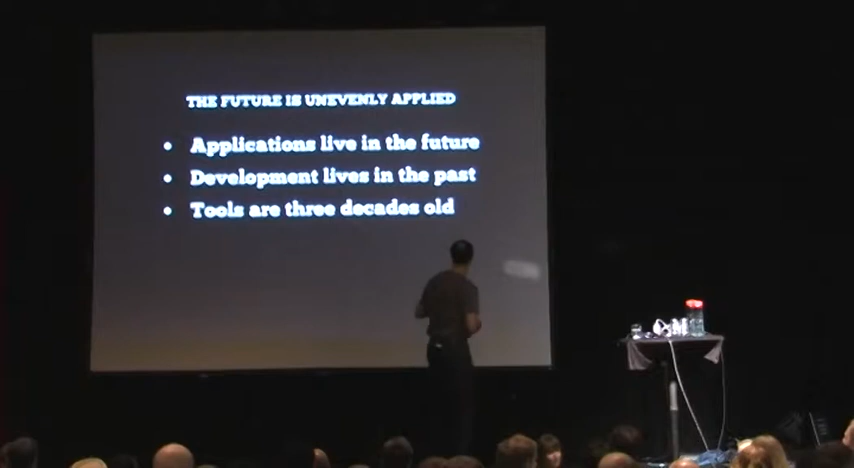 THE FUTURE IS UNEVENLY APPLIED
• Applications live in the future
• Development lives in the past
• Tools are three decades old